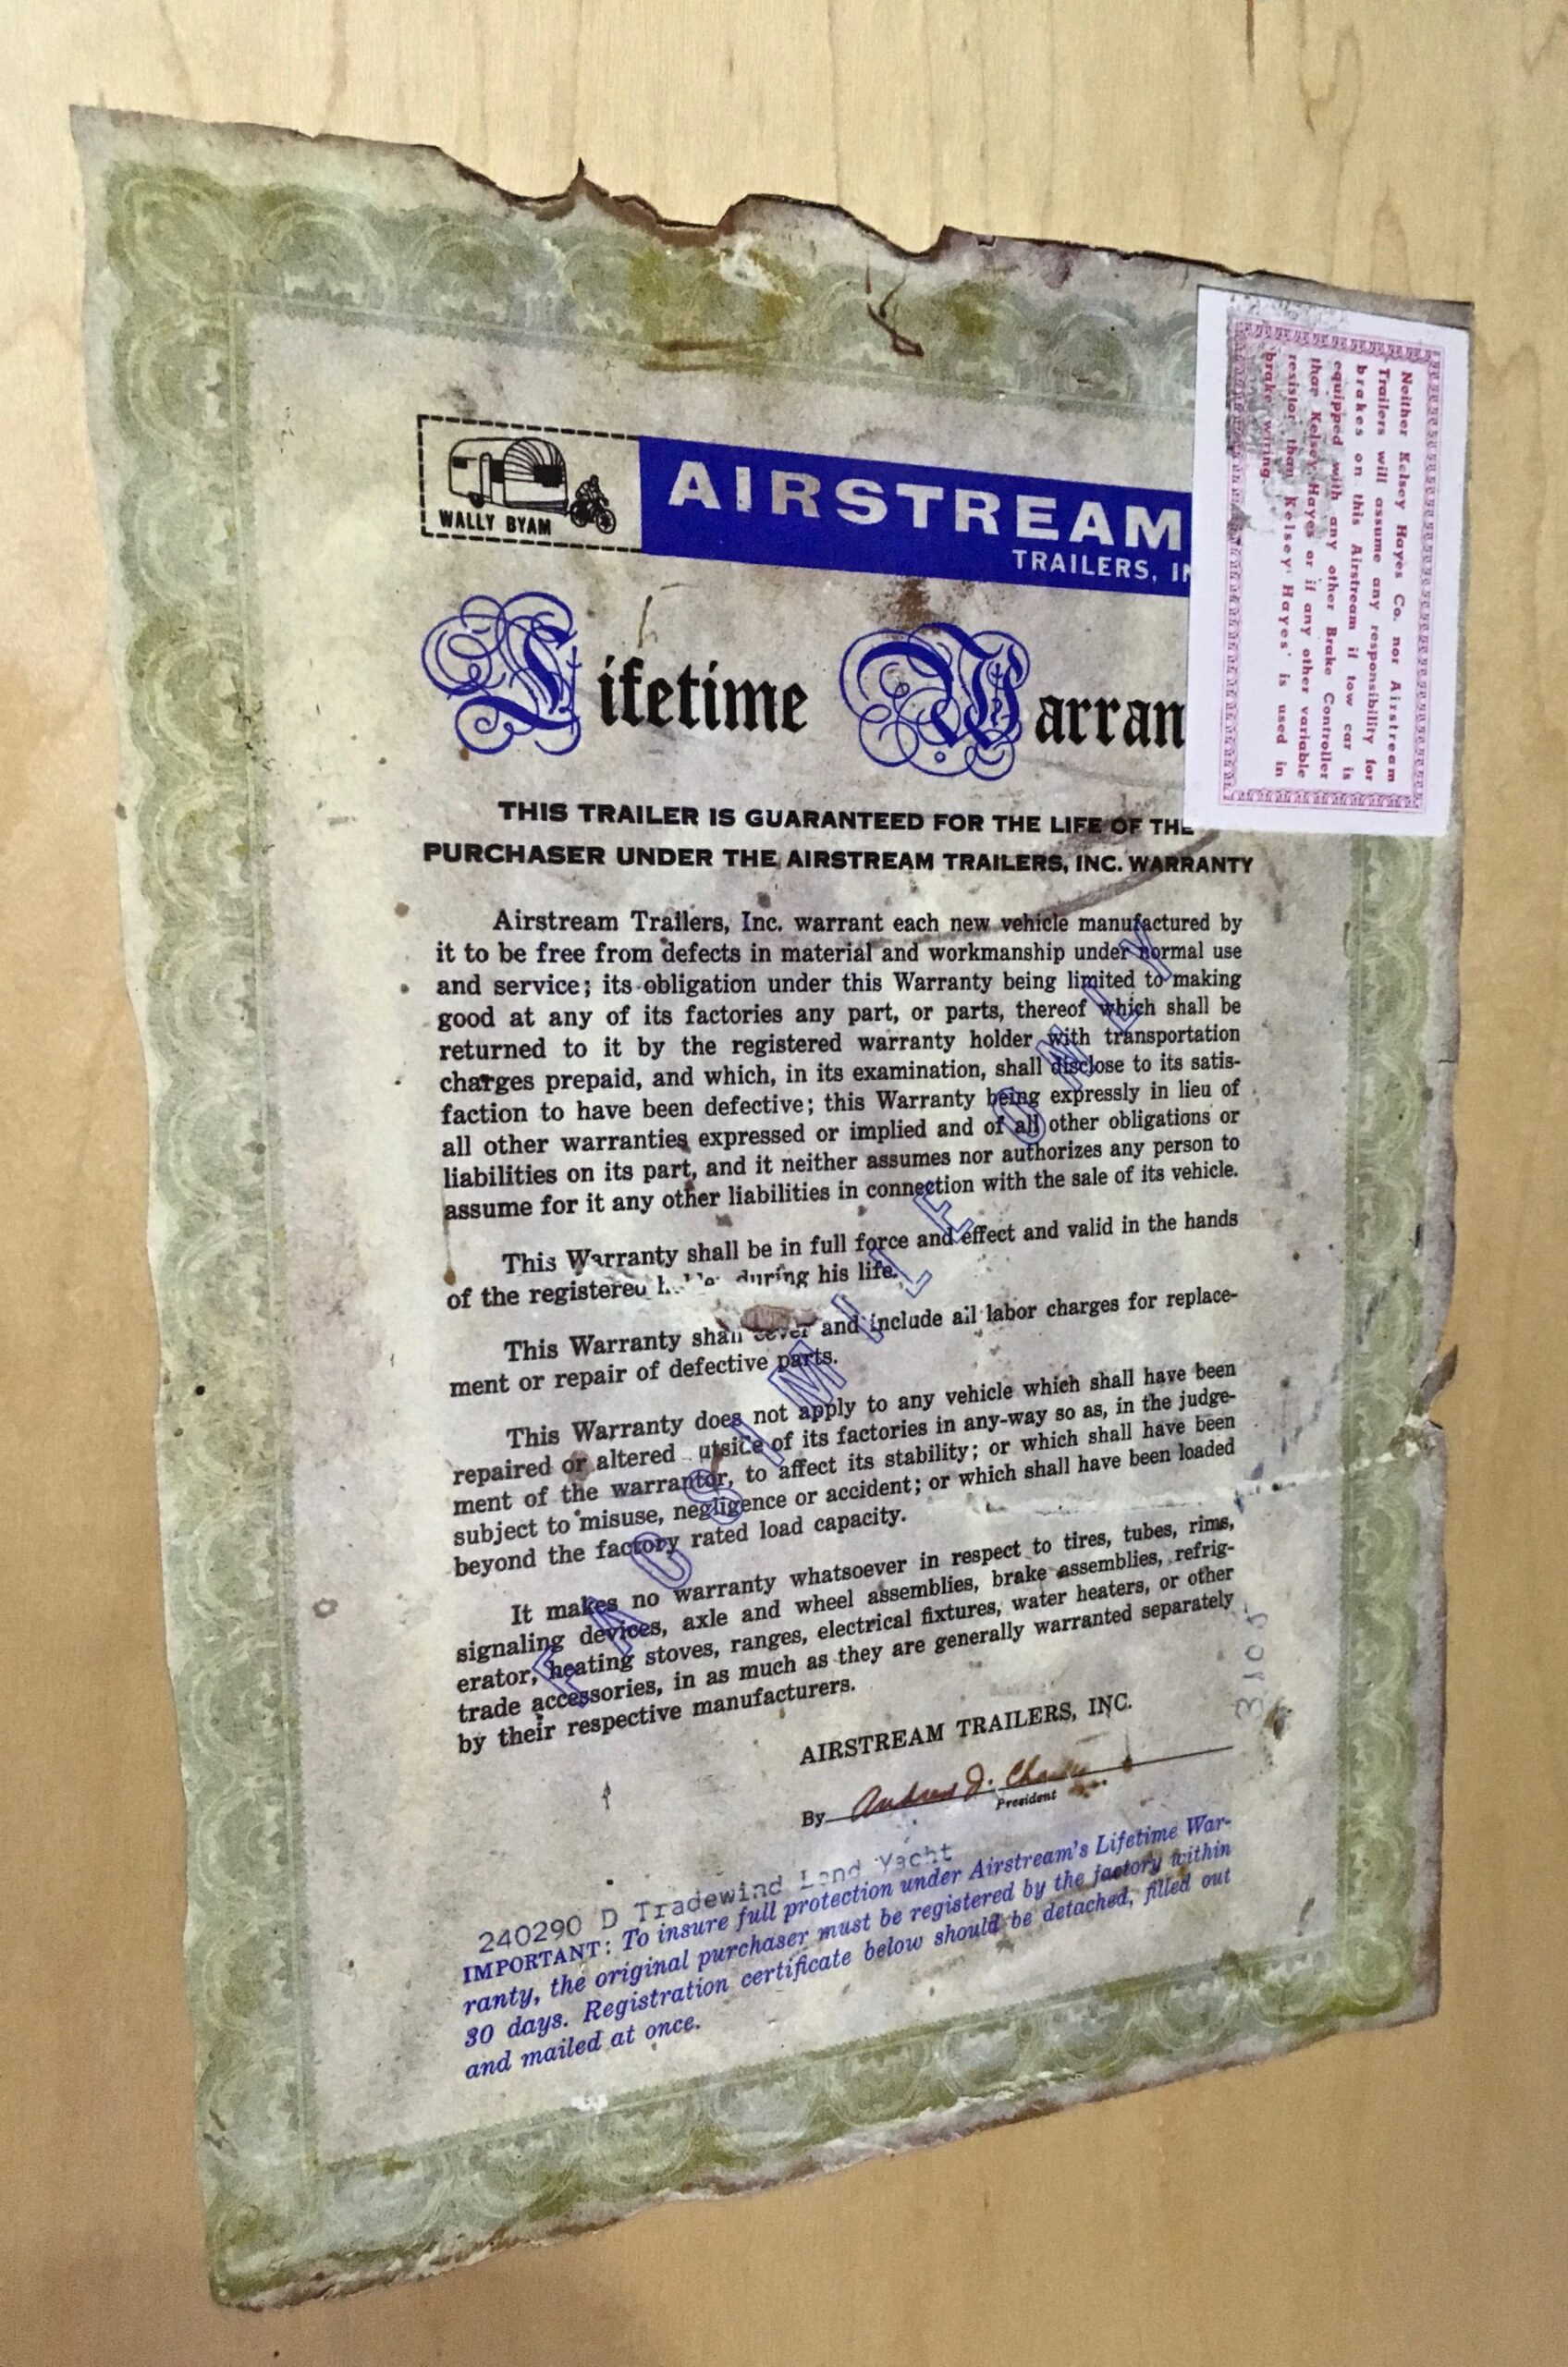 WALLY BYAM
AIRSTREAM
TRAILERS, IN
Lifetime Warran
THIS TRAILER IS GUARANTEED FOR THE LIFE OF THE
PURCHASER UNDER THE AIRSTREAM TRAILERS, INC. WARRANTY
Airstream Trailers, Inc. warrant each new vehicle manufactured by
it to be free from defects in material and workmanship under normal use
and service; its obligation under this Warranty being limited to making
good at any of its factories any part, or parts, thereof which shall be
returned to it by the registered warranty holder with transportation
charges prepaid, and which, in its examination, shall disclose to its satis-
faction to have been defective; this Warranty being expressly in lieu of
all other warranties expressed or implied and of all other obligations or
liabilities on its part, and it neither assumes nor authorizes any person to
assume for it any other liabilities in connection with the sale of its vehicle.
This Warranty shall be in full force and effect and valid in the hands
of the registered during his life.
This Warranty shall cover and include all labor charges for replace-
ment or repair of defective parts.
This Warranty does not apply to any vehicle which shall have been
repaired or altered utside of its factories in any-way so as, in the judge-
ment of the warrantor, to affect its stability; or which shall have been
subject to misuse, negligence or accident; or which shall have been loaded
beyond the factory rated load capacity.
It makes no warranty whatsoever in respect to tires, tubes, rims,
signaling devices, axle and wheel assemblies, brake assemblies, refrig-
erator, heating stoves, ranges, electrical fixtures, water heaters, or other
trade accessories, in as much as they are generally warranted separately
by their respective manufacturers.
FACSIMILE ONLY
AIRSTREAM TRAILERS, INC.
By Andrew J.
President
240290 D Tradewind Land Yacht
IMPORTANT: To insure full protection under Airstream's Lifetime War-
ranty, the original purchaser must be registered by the factory within
30 days. Registration certificate below should be detached, filled out
and mailed at once.
Neither Kelsey Hayes Co. nor Airstream
Trailers will assume any responsibility for
brakes on this Airstream if tow car is
equipped with any other Brake Controller
than Kelsey Hayes or if any other variable
resistor than Kelsey Hayes' is used in
brake wiring.